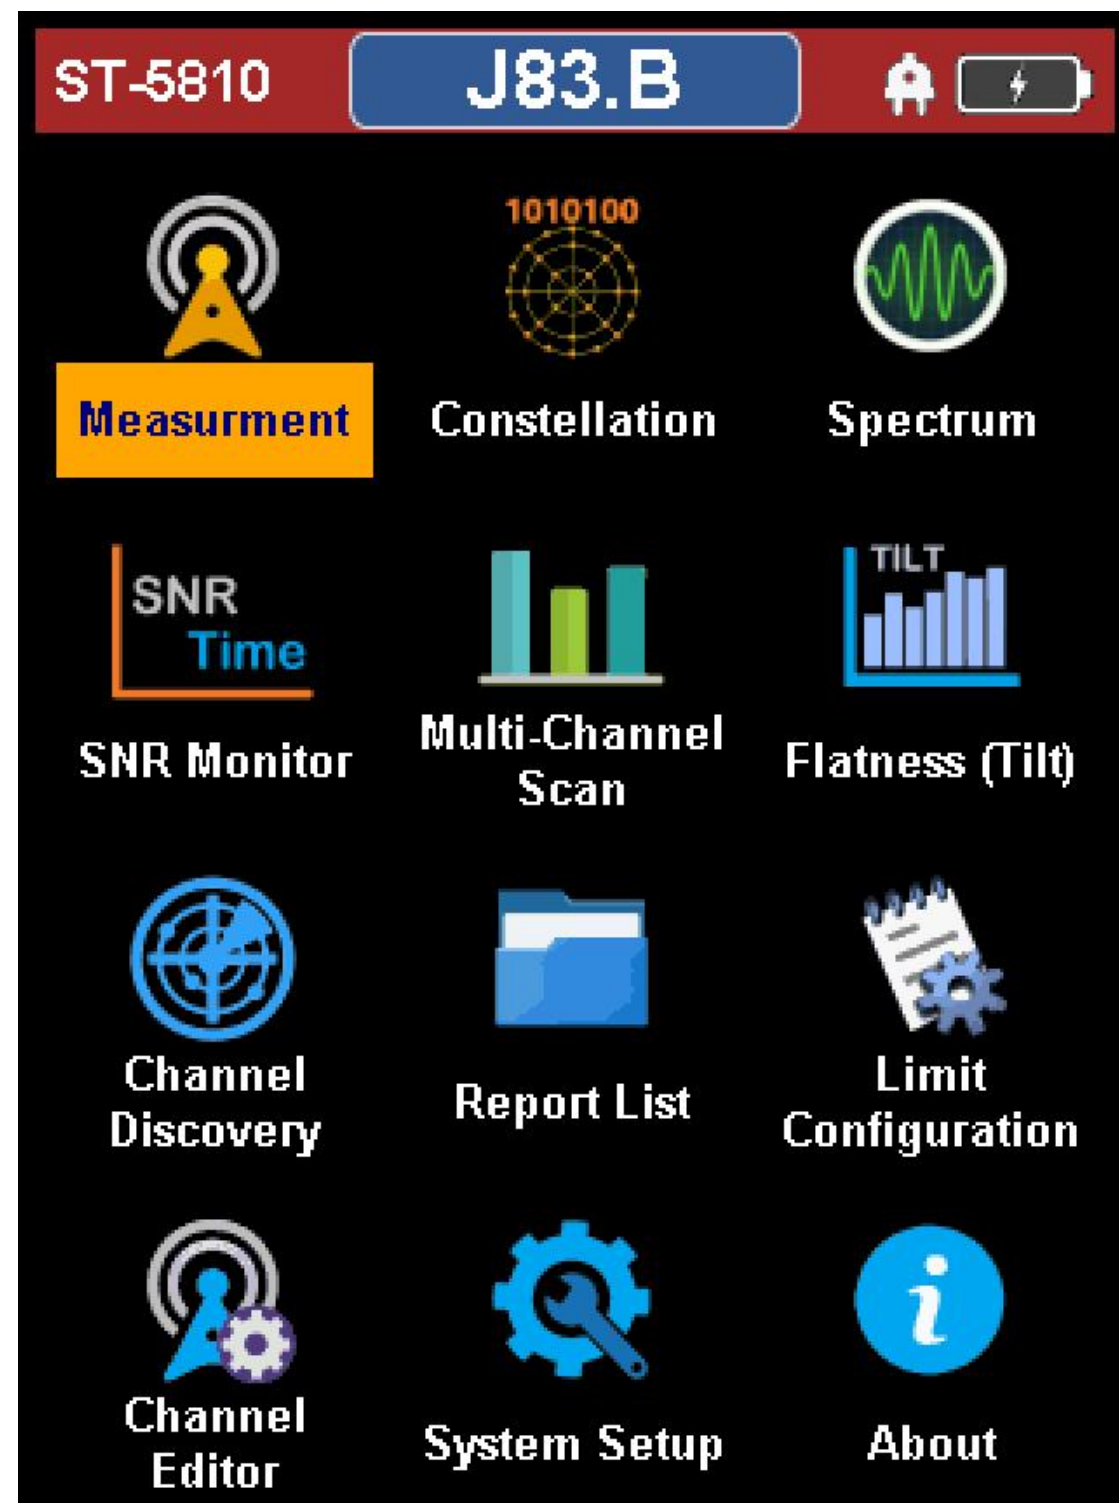 ST-5810 J83.B
1010100
Measurment Constellation Spectrum
SNR
Time
TILT
SNR Monitor
Multi-Channel
Scan
Flatness (Tilt)
Channel
Discovery
Report List
Limit
Configuration
Channel
Editor
System Setup
i
About